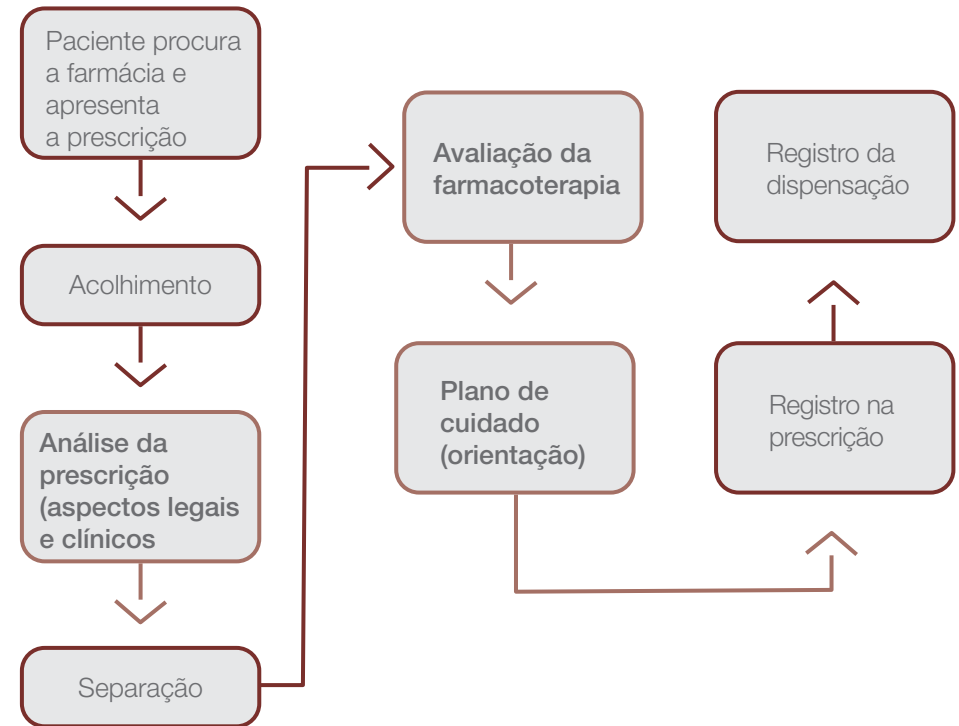 Paciente procura
a farmácia e
apresenta
a prescrição
Acolhimento
Análise da
prescrição
(aspectos legais
e clínicos
Separação
Avaliação da
farmacoterapia
Plano de
cuidado
(orientação)
Registro na
prescrição
Registro da
dispensação